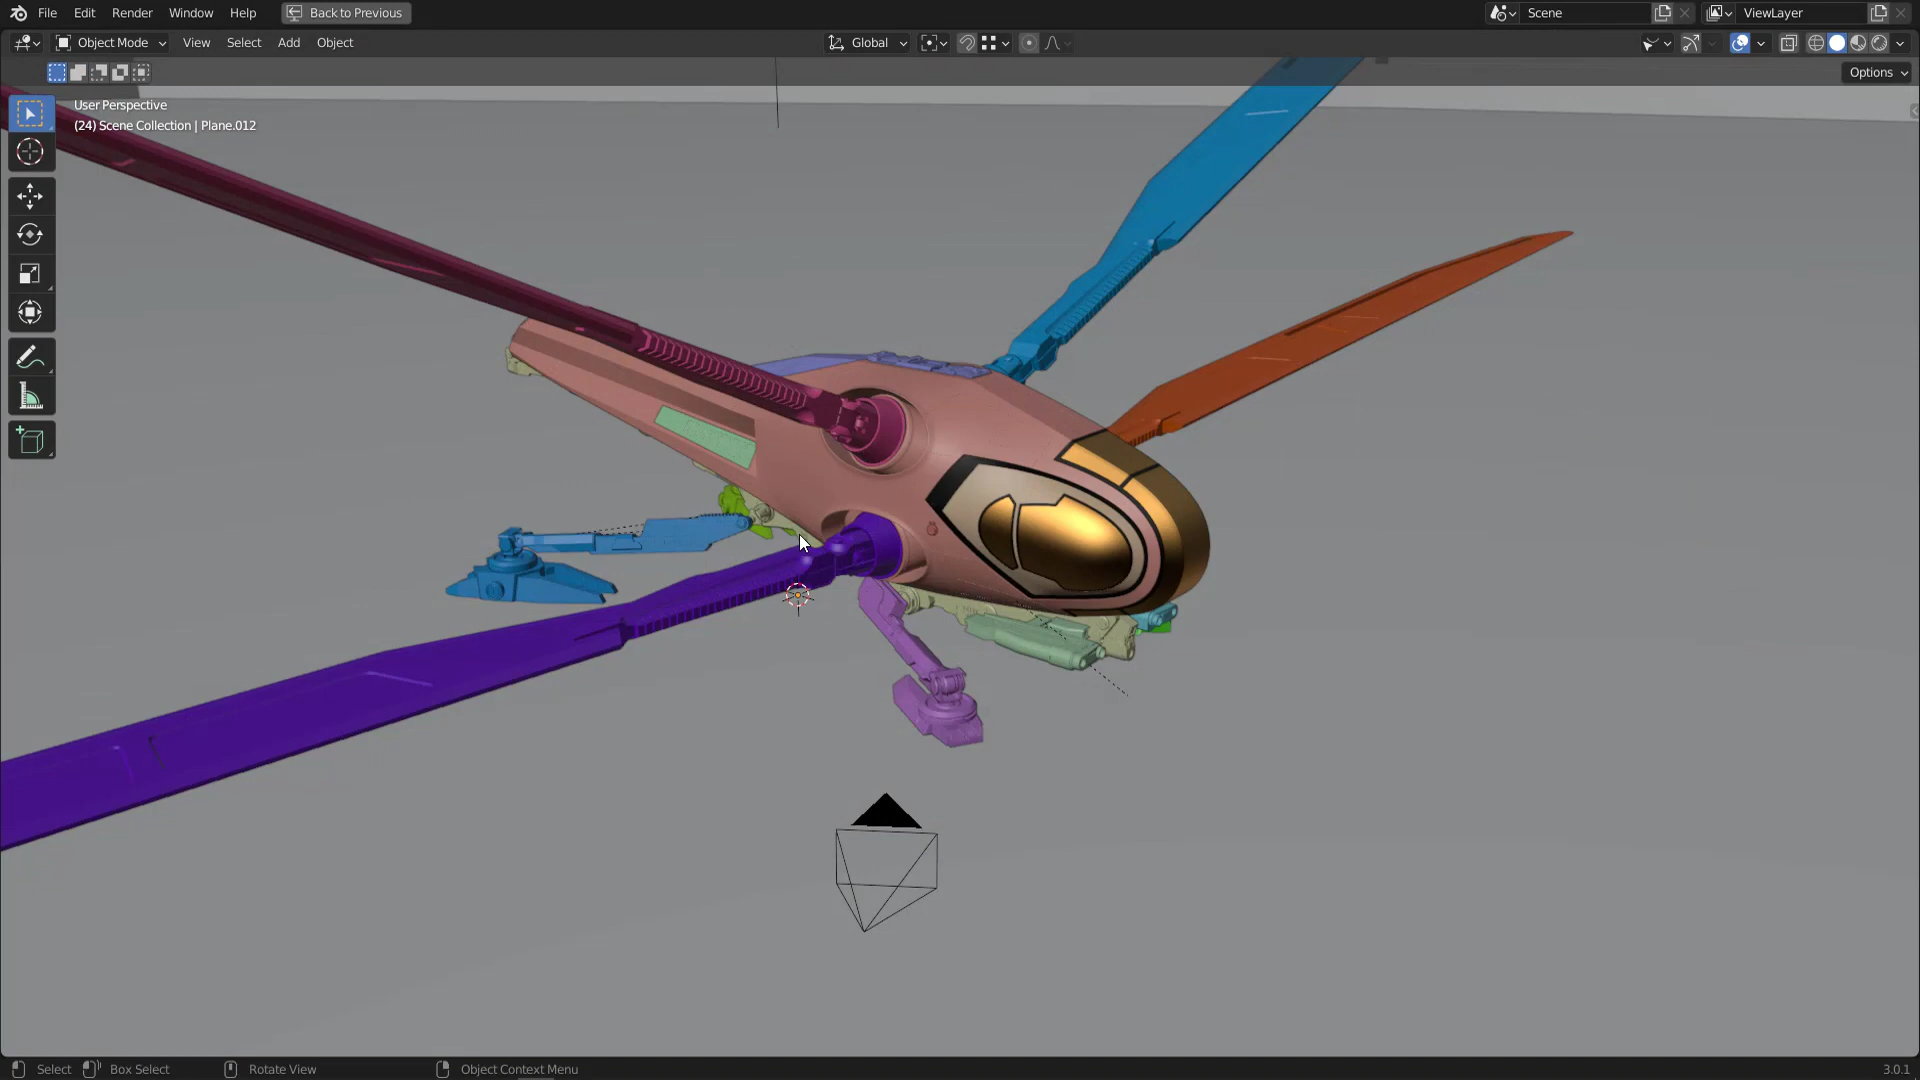 File Edit Render Window Help Back to Previous Scene ViewLayer
Object Mode View Select Add Object Global
Options
User Perspective
(24) Scene Collection | Plane.012
Select Box Select Rotate View Object Context Menu 3.0.1